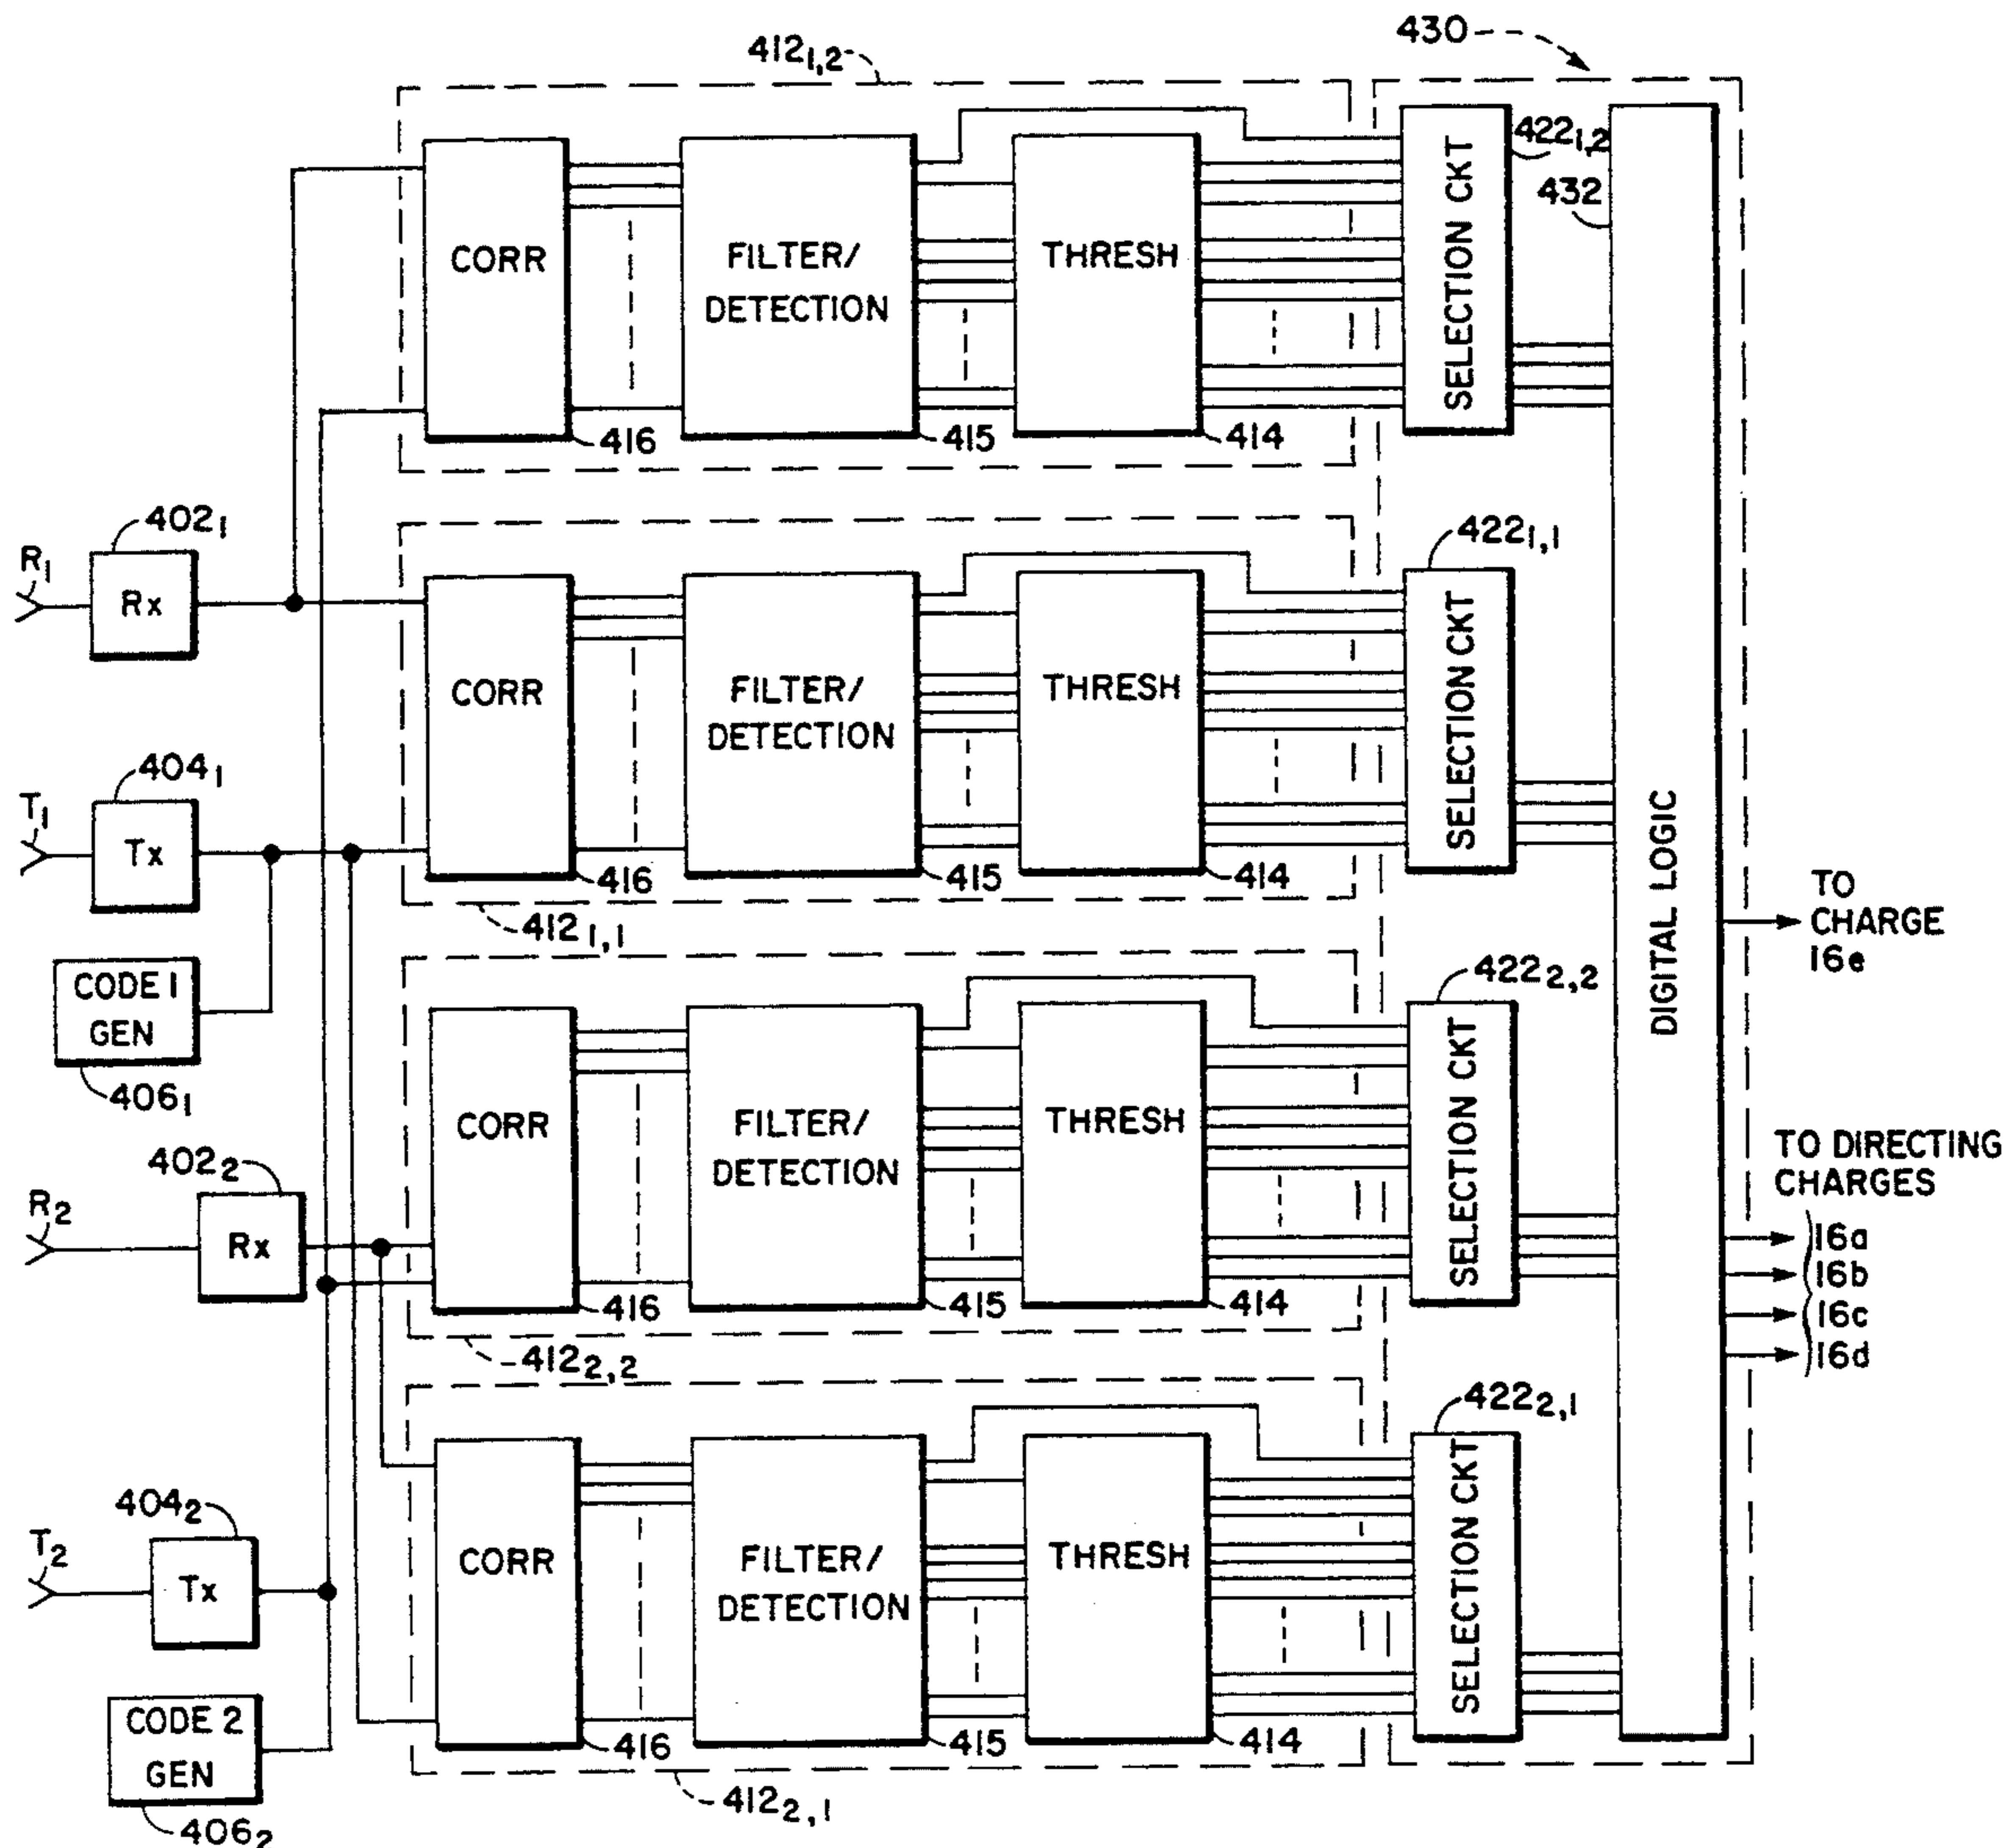 412₁,₂
430
CORR
FILTER/
DETECTION
THRESH
SELECTION CKT
422₁,₂
432
416
415
414
R₁
402₁
Rx
CORR
FILTER/
DETECTION
THRESH
SELECTION CKT
422₁,₁
416
415
414
412₁,₁
T₁
404₁
Tx
CODE 1
GEN
406₁
DIGITAL LOGIC
TO
CHARGE
16e
CORR
FILTER/
DETECTION
THRESH
SELECTION CKT
422₂,₂
416
415
414
412₂,₂
R₂
402₂
Rx
TO DIRECTING
CHARGES
16a
16b
16c
16d
CORR
FILTER/
DETECTION
THRESH
SELECTION CKT
422₂,₁
416
415
414
412₂,₁
T₂
404₂
Tx
CODE 2
GEN
406₂